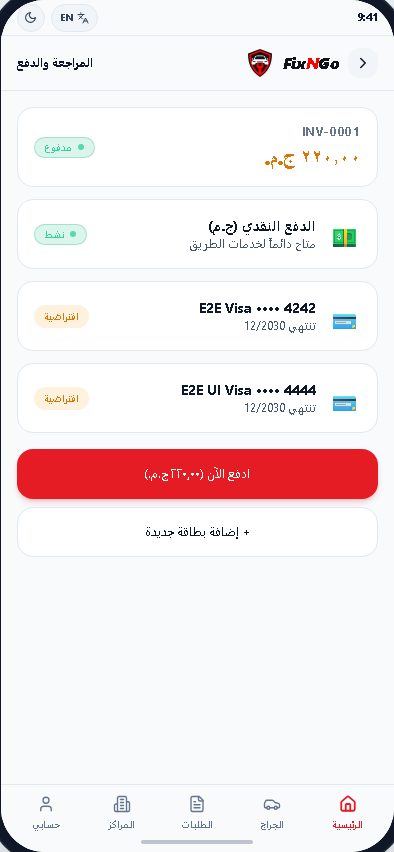 9:41
EN
FixNGo
المراجعة والدفع
INV-0001
٢٢٠٫٠٠ ج.م.
مدفوع
الدفع النقدي (ج.م)
متاح دائماً لخدمات الطريق
نشط
E2E Visa •••• 4242
تنتهي 12/2030
افتراضية
E2E UI Visa •••• 4444
تنتهي 12/2030
افتراضية
ادفع الآن (٢٢٠٫٠٠ ج.م.)
+ إضافة بطاقة جديدة
الرئيسية
الجراج
الطلبات
المراكز
حسابي